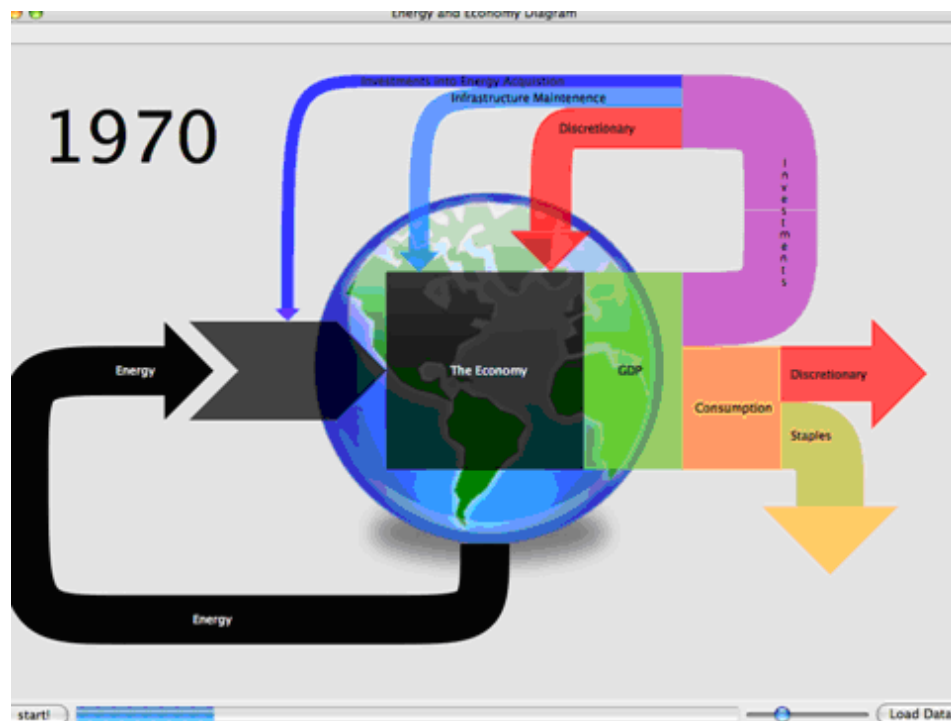 Energy and Economy Diagram
1970
Investments into Energy Acquistion
Infrastructure Maintenence
Discretionary
Investments
Energy
The Economy
GDP
Consumption
Discretionary
Staples
Energy
start!
Load Data